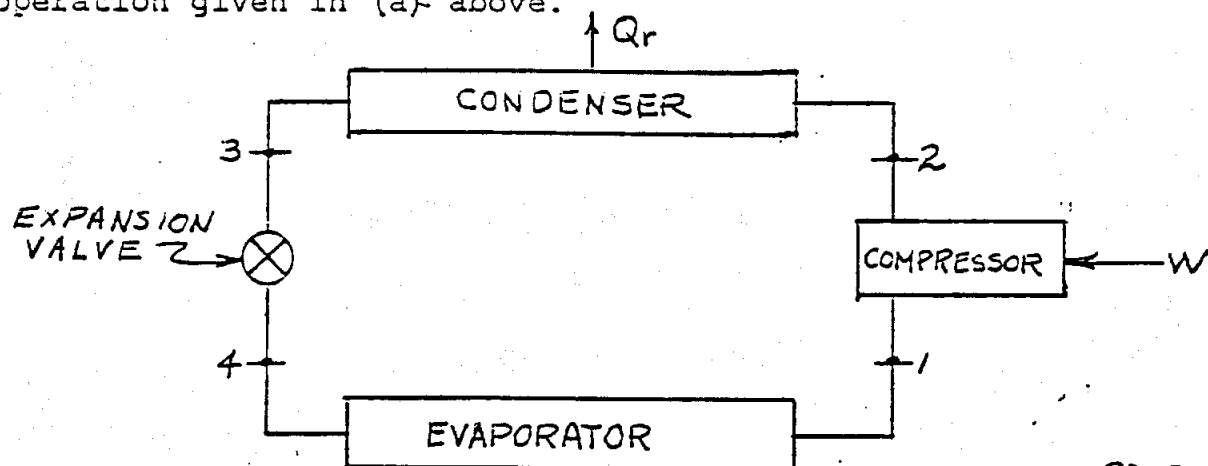 operation given in (a) above.
Qr
CONDENSER
3
2
EXPANSION
VALVE
COMPRESSOR
W
4
1
EVAPORATOR